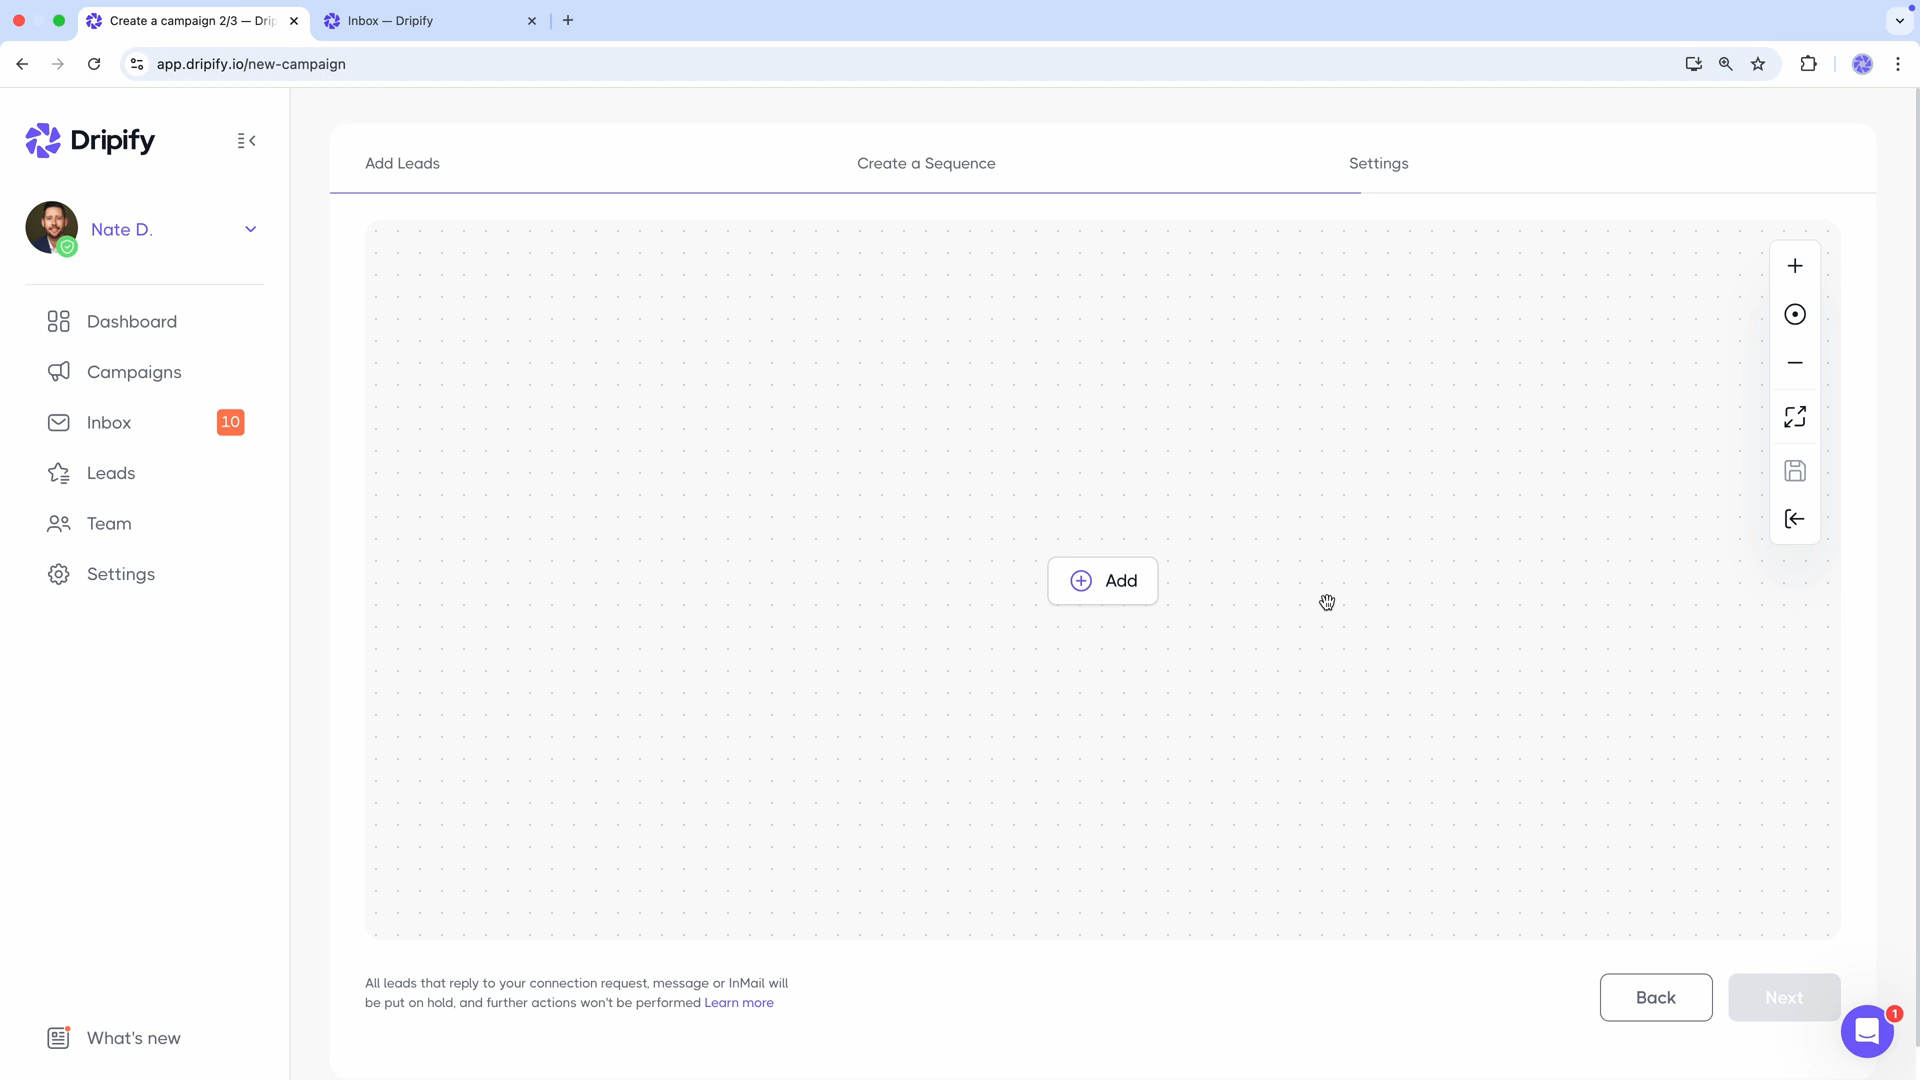 Create a campaign 2/3 — Drip
Inbox — Dripify
app.dripify.io/new-campaign
Dripify
Nate D.
Dashboard
Campaigns
Inbox
10
Leads
Team
Settings
What's new
Add Leads
Create a Sequence
Settings
Add
All leads that reply to your connection request, message or InMail will
be put on hold, and further actions won't be performed Learn more
Back
Next
1